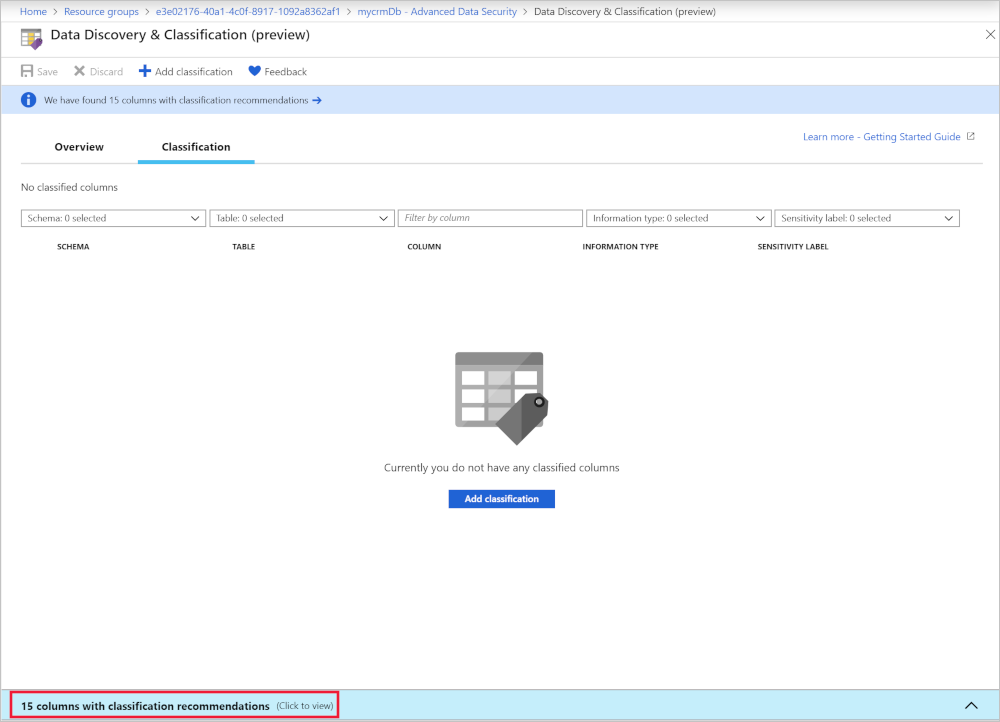 Home > Resource groups > e3e02176-40a1-4c0f-8917-1092a8362af1 > mycrmDb - Advanced Data Security > Data Discovery & Classification (preview)
Data Discovery & Classification (preview)
Save Discard Add classification Feedback
We have found 15 columns with classification recommendations →
Learn more - Getting Started Guide
Overview Classification
No classified columns
Schema: 0 selected Table: 0 selected Filter by column Information type: 0 selected Sensitivity label: 0 selected
SCHEMA TABLE COLUMN INFORMATION TYPE SENSITIVITY LABEL
Currently you do not have any classified columns
Add classification
15 columns with classification recommendations (Click to view)